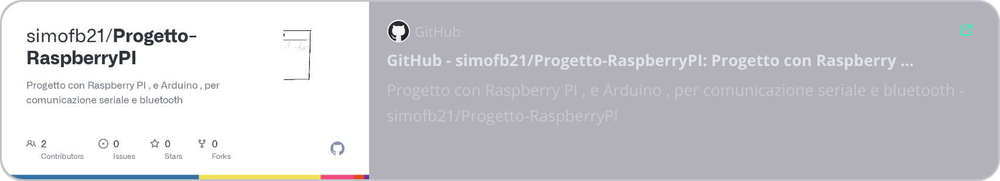 simofb21/Progetto-
RaspberryPI
Progetto con Raspberry PI , e Arduino , per
comunicazione seriale e bluetooth
2
Contributors
0
Issues
0
Stars
0
Forks
GitHub
GitHub - simofb21/Progetto-RaspberryPI: Progetto con Raspberry ...
Progetto con Raspberry PI , e Arduino , per comunicazione seriale e bluetooth -
simofb21/Progetto-RaspberryPI